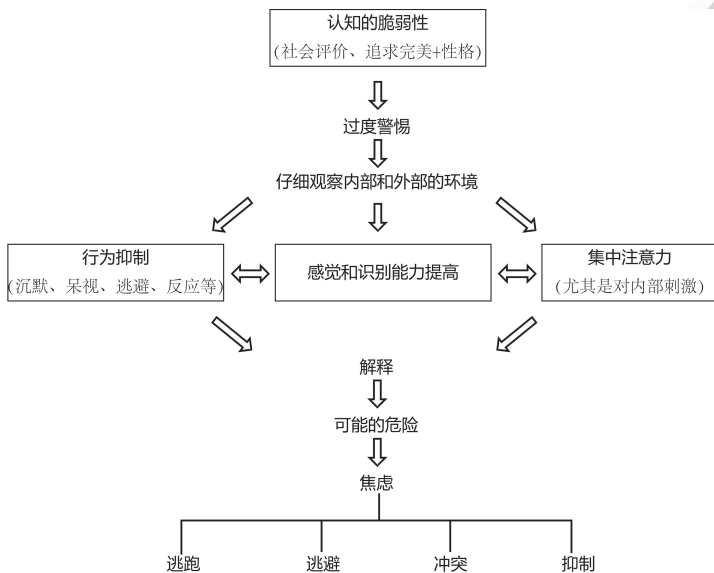 认知的脆弱性
(社会评价、追求完美+性格)
过度警惕
仔细观察内部和外部的环境
行为抑制
(沉默、呆视、逃避、反应等)
感觉和识别能力提高
集中注意力
(尤其是对内部刺激)
解释
可能的危险
焦虑
逃跑
逃避
冲突
抑制